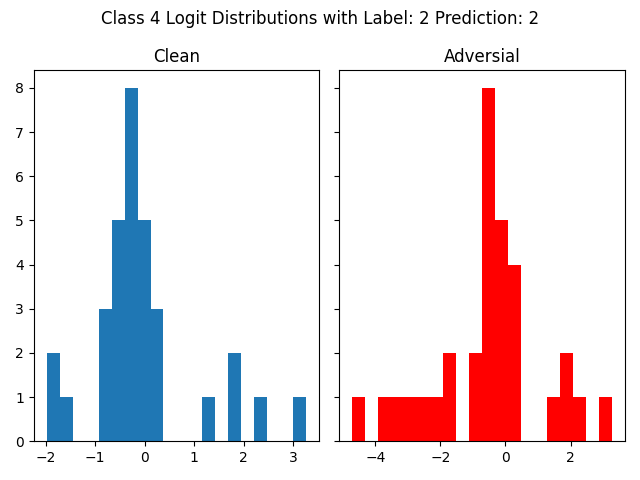 Class 4 Logit Distributions with Label: 2 Prediction: 2
Clean
Adversial
8
7
6
5
4
3
2
1
0
−2 −1 0 1 2 3
−4 −2 0 2